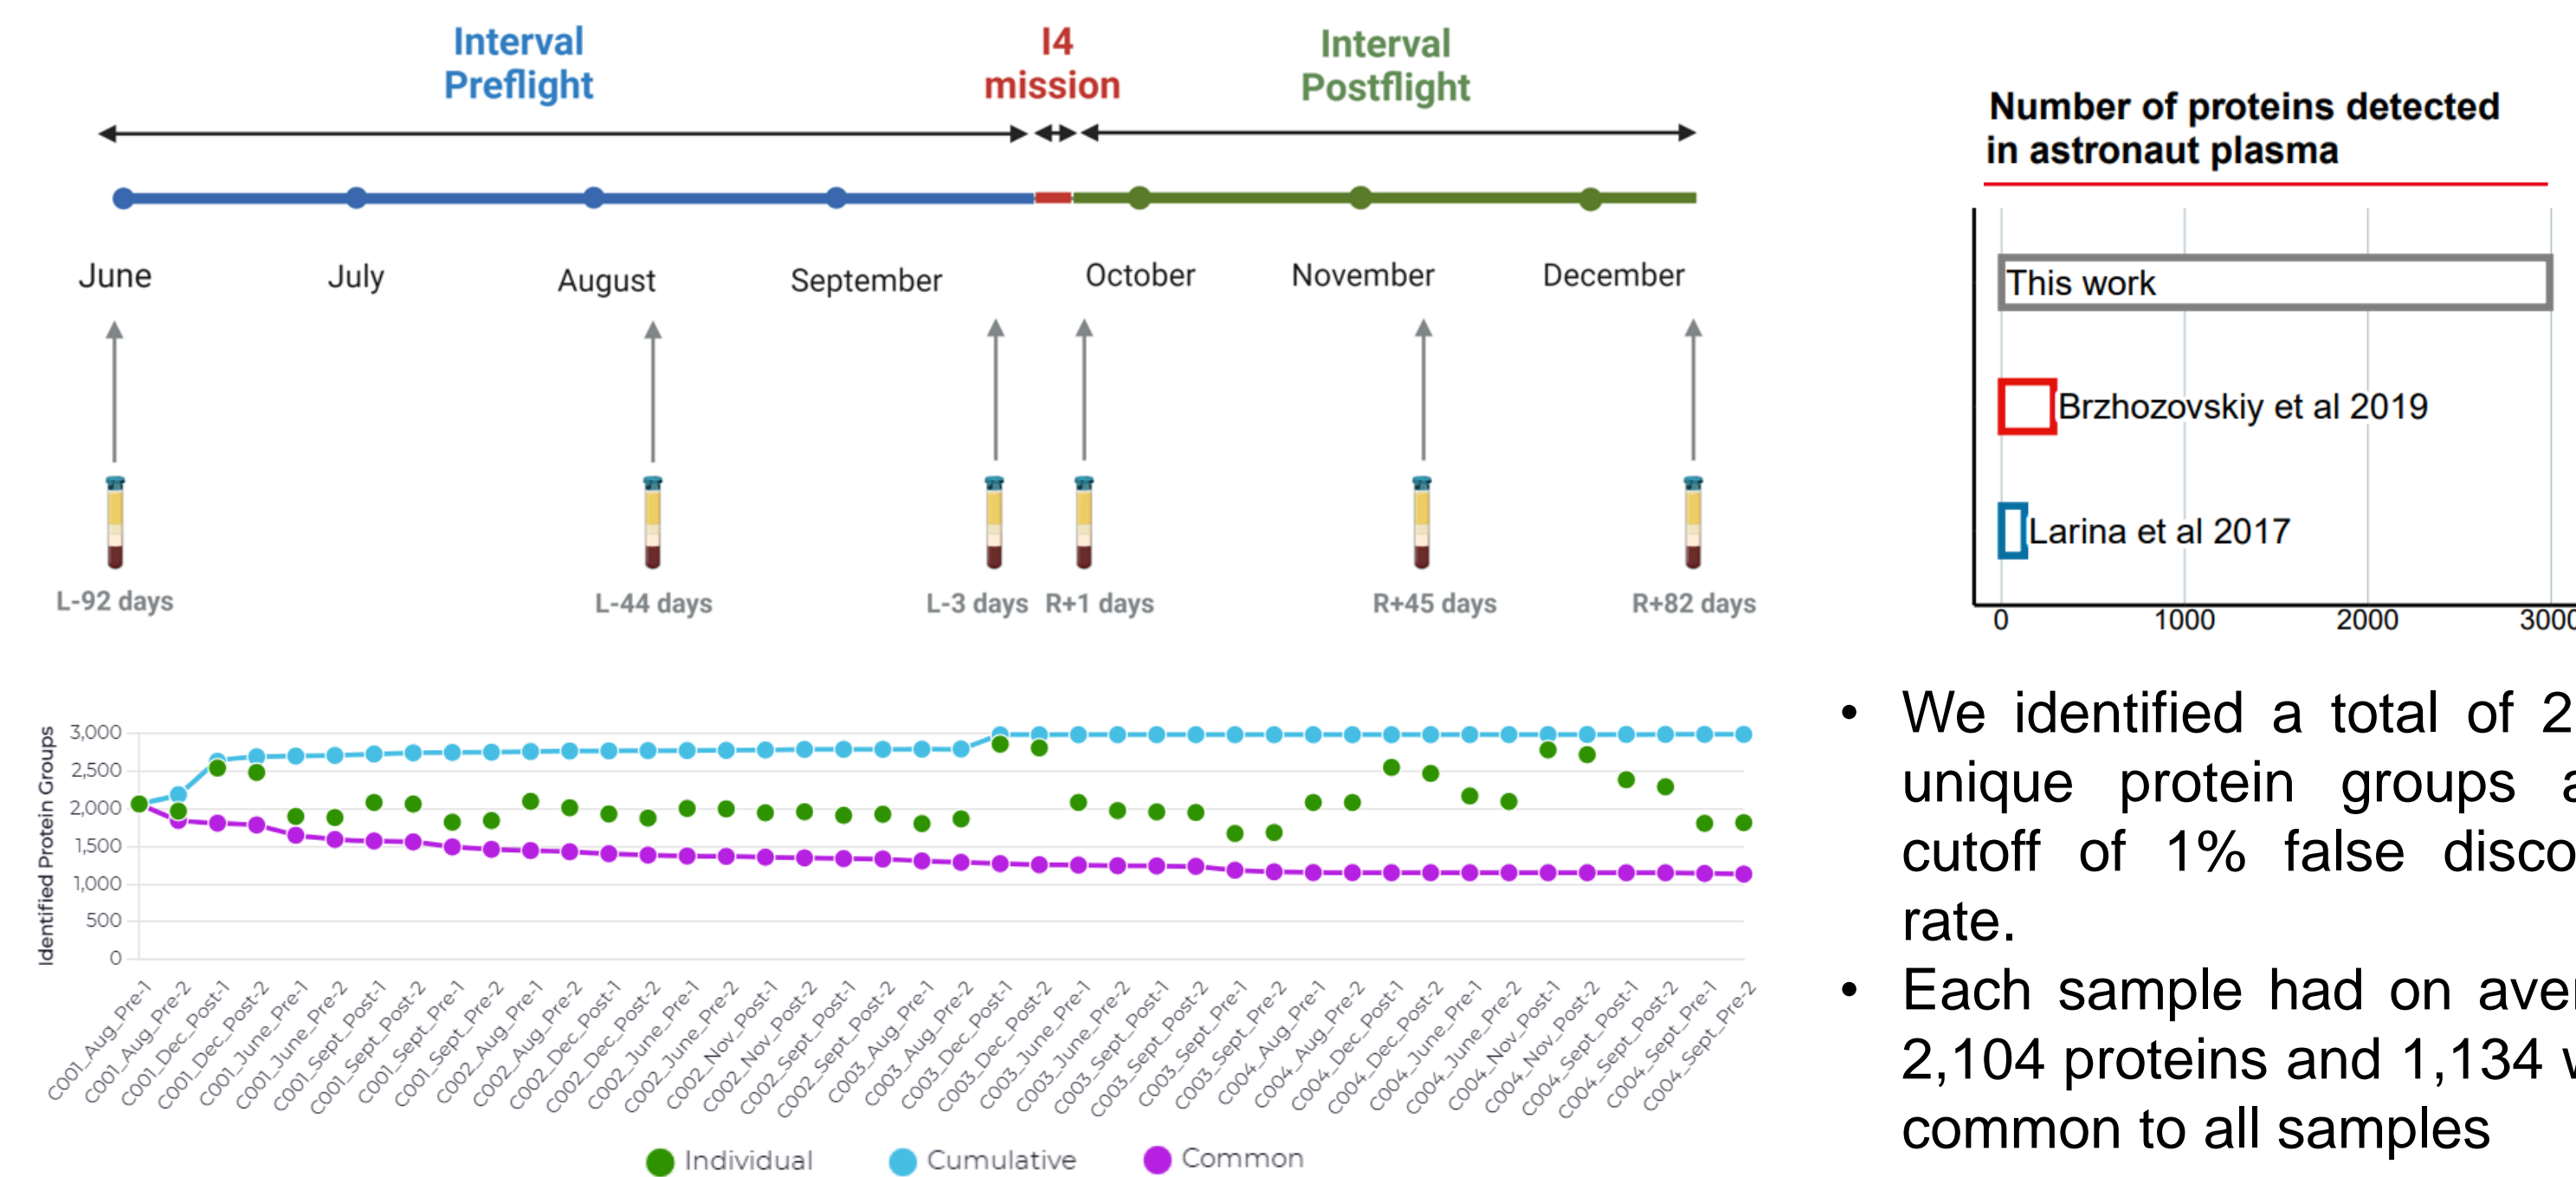 Interval
Preflight
I4
mission
Interval
Postflight
June
July
August
September
October
November
December
L-92 days
L-44 days
L-3 days
R+1 days
R+45 days
R+82 days
Number of proteins detected
in astronaut plasma
This work
Brzhozovskiy et al 2019
Larina et al 2017
0
1000
2000
3000
Identified Protein Groups
3,000
2,500
2,000
1,500
1,000
500
0
C001_Aug_Pre-1
C001_Aug_Pre-2
C001_Dec_Post-1
C001_Dec_Post-2
C001_June_Pre-1
C001_June_Pre-2
C001_Sept_Post-1
C001_Sept_Post-2
C001_Sept_Pre-1
C001_Sept_Pre-2
C002_Aug_Pre-1
C002_Aug_Pre-2
C002_Dec_Post-1
C002_Dec_Post-2
C002_June_Pre-1
C002_June_Pre-2
C002_Nov_Post-1
C002_Nov_Post-2
C002_Sept_Post-1
C002_Sept_Post-2
C003_Aug_Pre-1
C003_Aug_Pre-2
C003_Dec_Post-1
C003_Dec_Post-2
C003_June_Pre-1
C003_June_Pre-2
C003_Sept_Post-1
C003_Sept_Post-2
C003_Sept_Pre-1
C003_Sept_Pre-2
C004_Aug_Pre-1
C004_Aug_Pre-2
C004_Dec_Post-1
C004_Dec_Post-2
C004_June_Pre-1
C004_June_Pre-2
C004_Nov_Post-1
C004_Nov_Post-2
C004_Sept_Post-1
C004_Sept_Post-2
C004_Sept_Pre-1
C004_Sept_Pre-2
Individual
Cumulative
Common
• We identified a total of 2
unique protein groups
cutoff of 1% false disco
rate.
• Each sample had on aver
2,104 proteins and 1,134
common to all samples